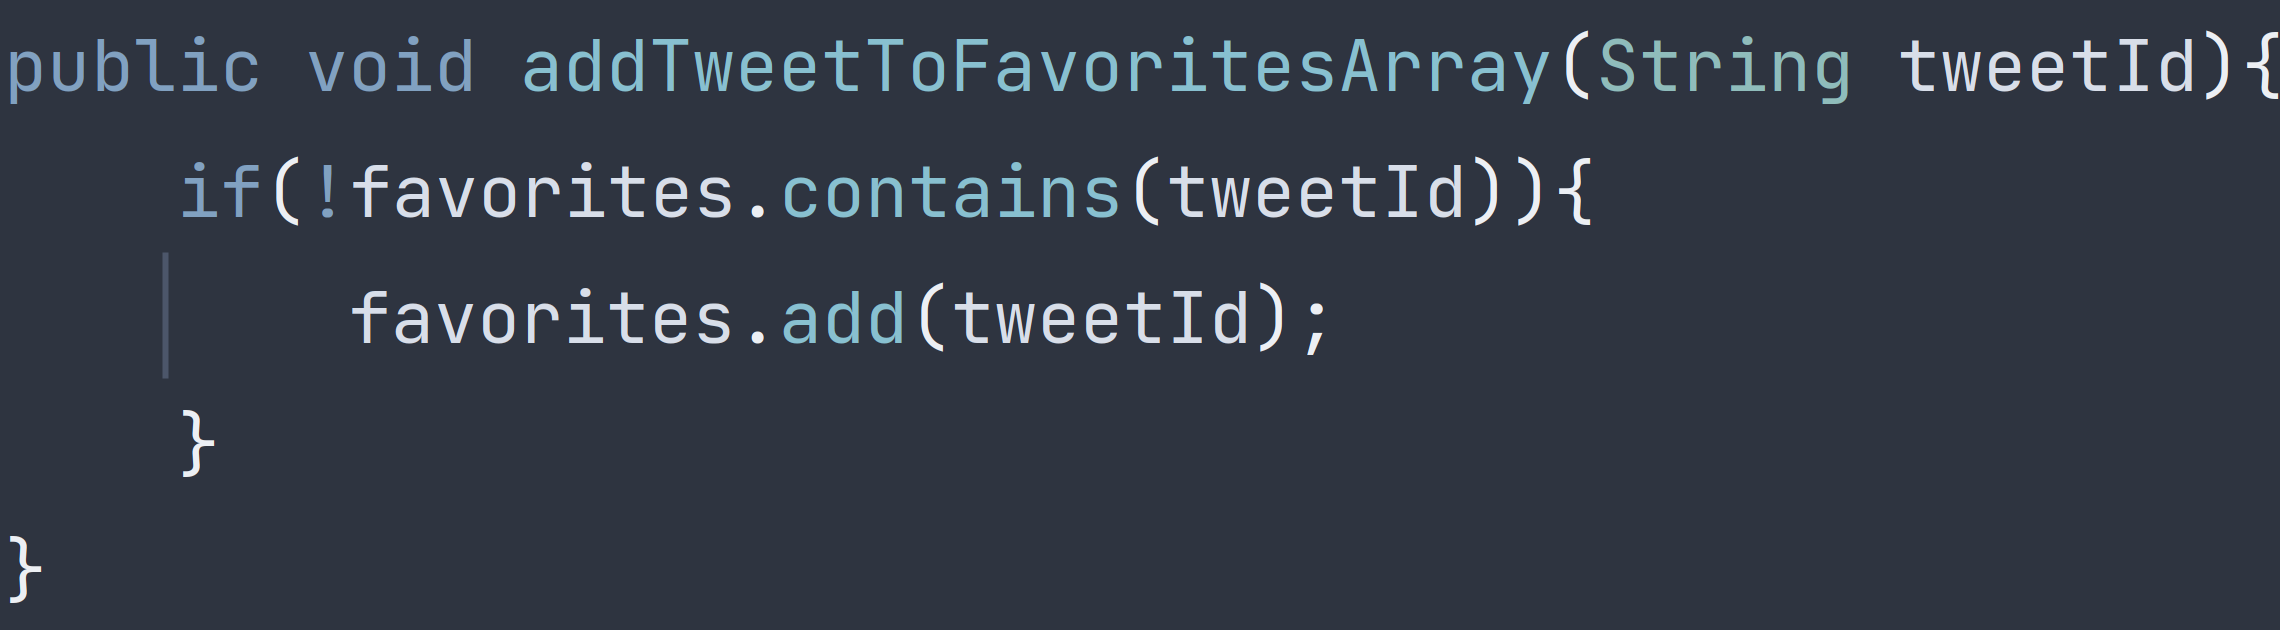 public void addTweetToFavoritesArray(String tweetId){
    if(!favorites.contains(tweetId)){
        favorites.add(tweetId);
    }
}